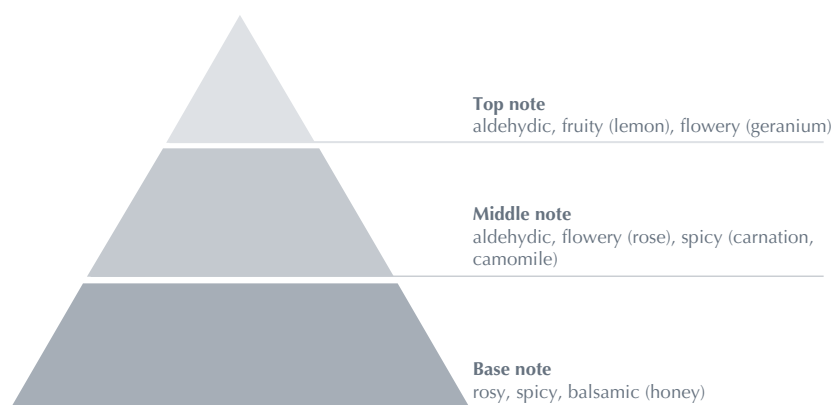 Top note
aldehydic, fruity (lemon), flowery (geranium)
Middle note
aldehydic, flowery (rose), spicy (carnation,
camomile)
Base note
rosy, spicy, balsamic (honey)